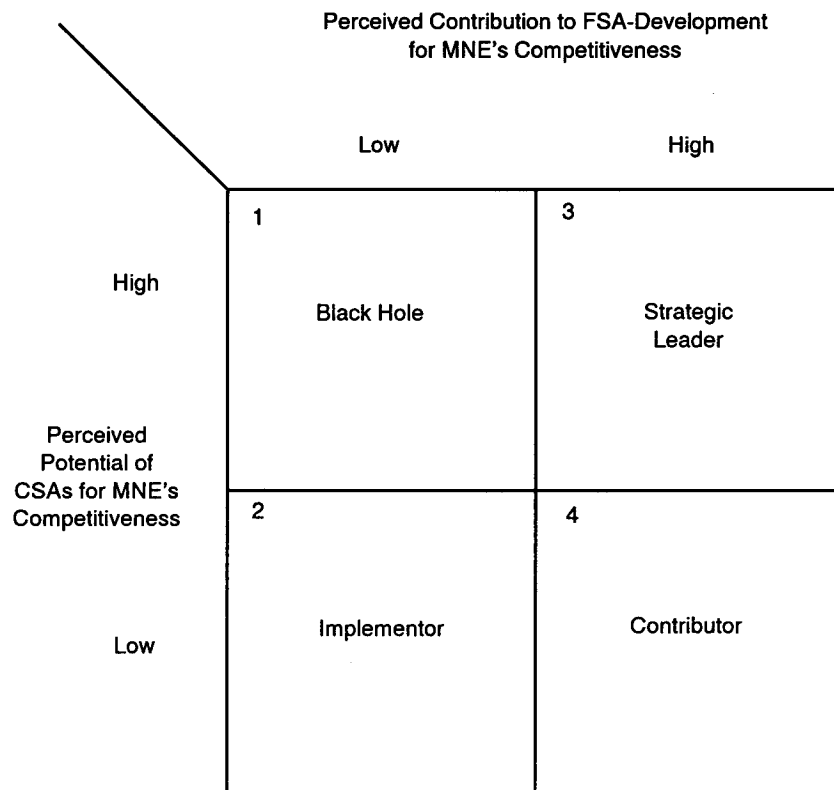 Perceived Contribution to FSA-Development
for MNE's Competitiveness
Low
High
1
3
High
Black Hole
Strategic
Leader
Perceived
Potential of
CSAs for MNE's
Competitiveness
2
4
Low
Implementor
Contributor